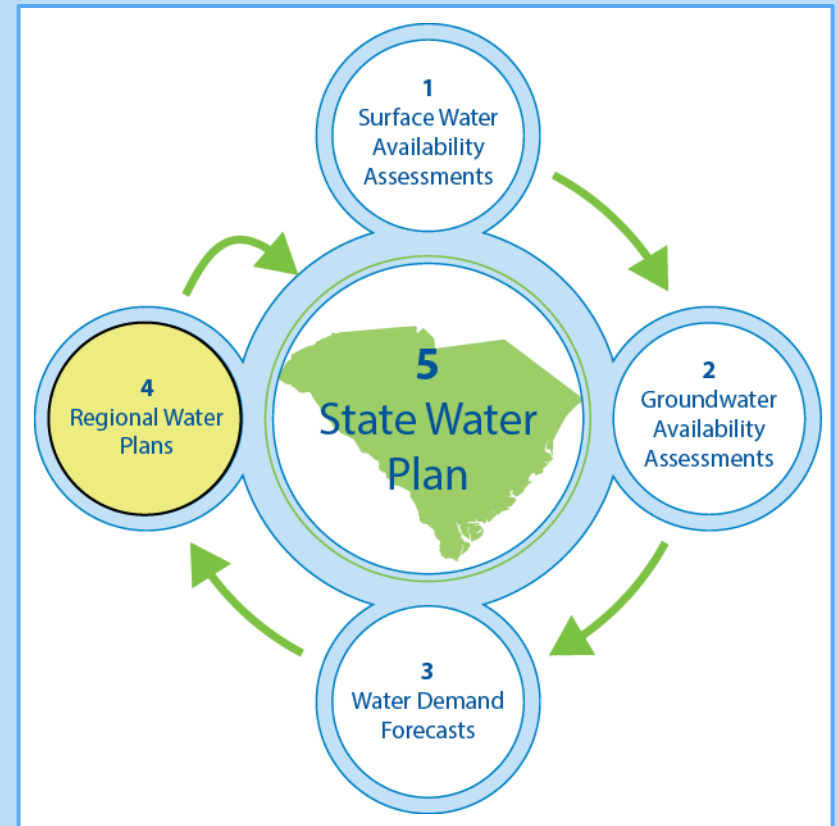 1
Surface Water
Availability
Assessments
2
Groundwater
Availability
Assessments
3
Water Demand
Forecasts
4
Regional Water
Plans
5
State Water
Plan